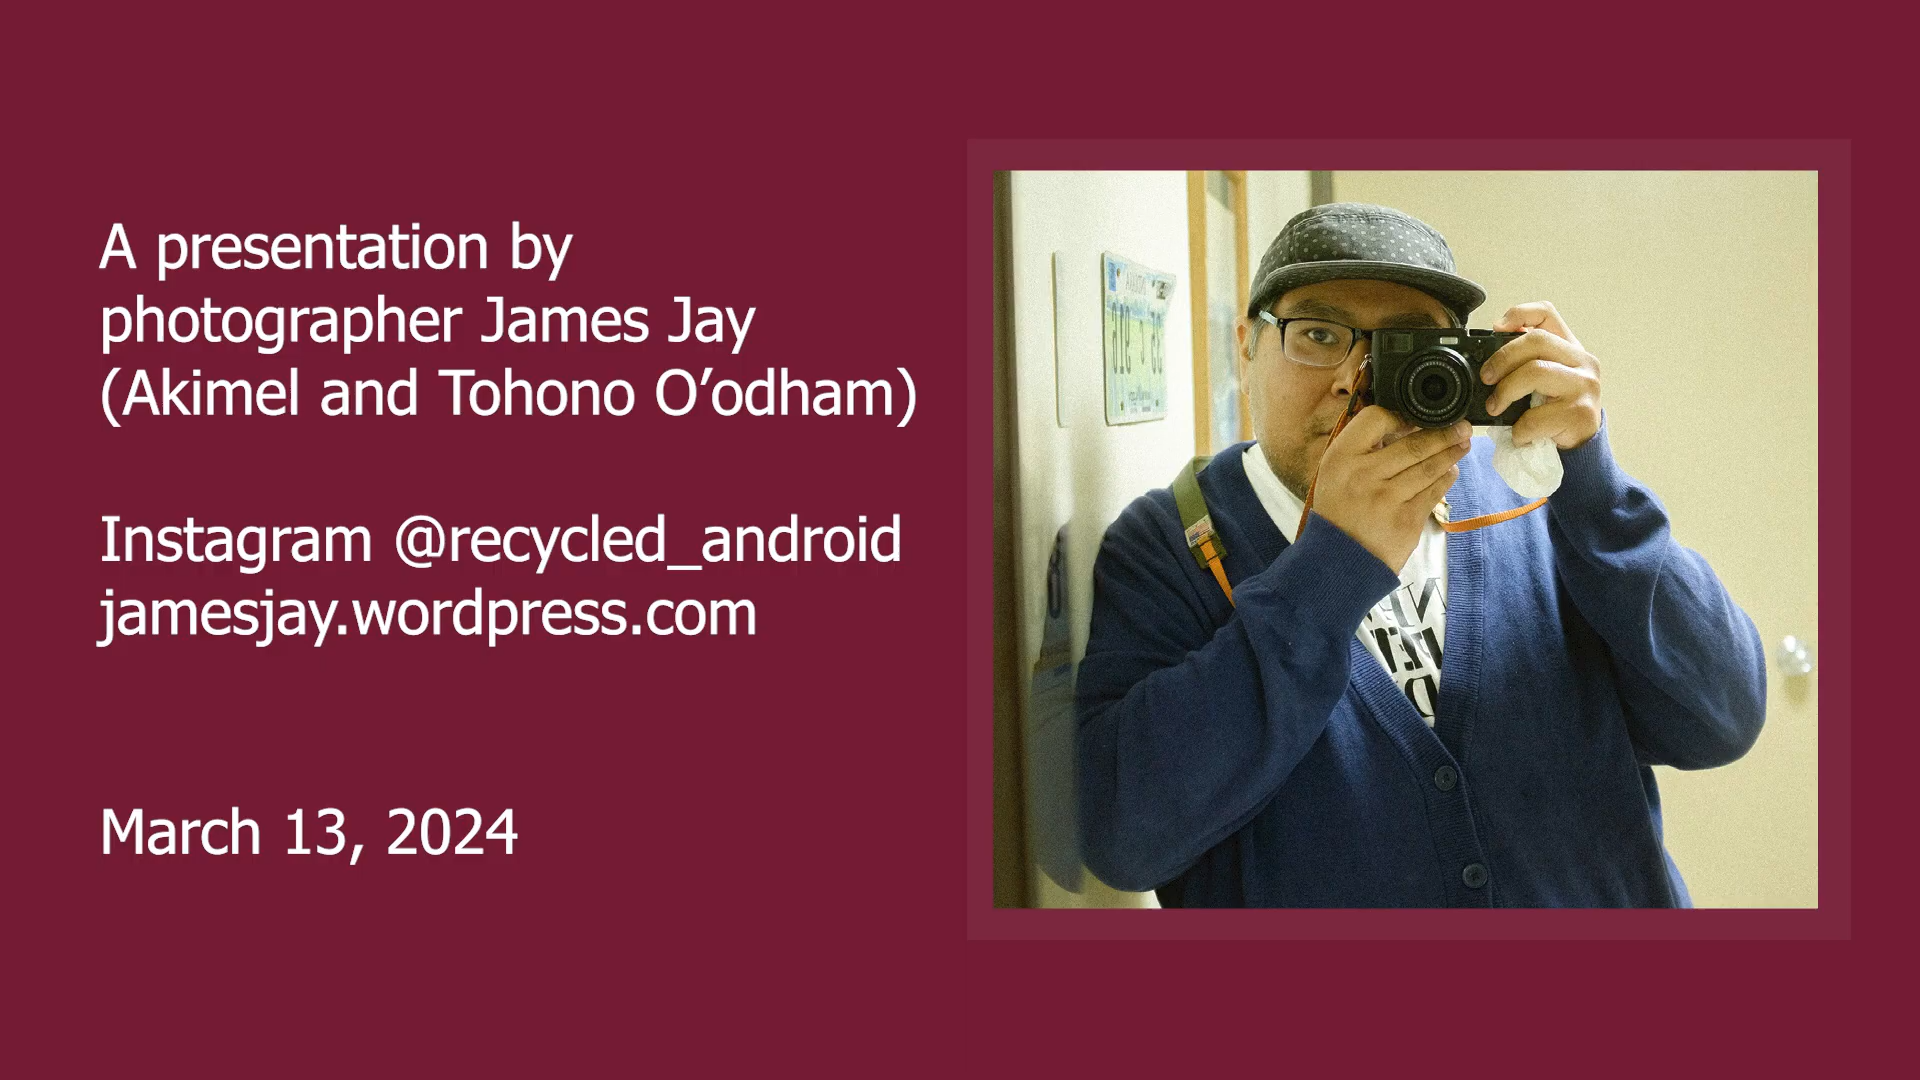 A presentation by
photographer James Jay
(Akimel and Tohono O’odham)
Instagram @recycled_android
jamesjay.wordpress.com
March 13, 2024